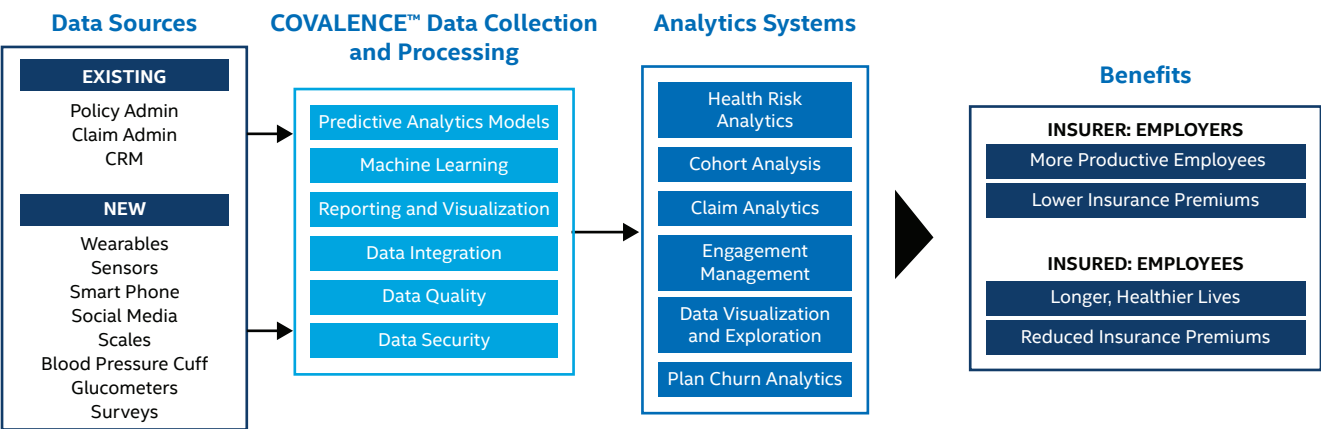 Data Sources
EXISTING
Policy Admin
Claim Admin
CRM
NEW
Wearables
Sensors
Smart Phone
Social Media
Scales
Blood Pressure Cuff
Glucometers
Surveys
COVALENCE™ Data Collection
and Processing
Predictive Analytics Models
Machine Learning
Reporting and Visualization
Data Integration
Data Quality
Data Security
Analytics Systems
Health Risk
Analytics
Cohort Analysis
Claim Analytics
Engagement
Management
Data Visualization
and Exploration
Plan Churn Analytics
Benefits
INSURER: EMPLOYERS
More Productive Employees
Lower Insurance Premiums
INSURED: EMPLOYEES
Longer, Healthier Lives
Reduced Insurance Premiums